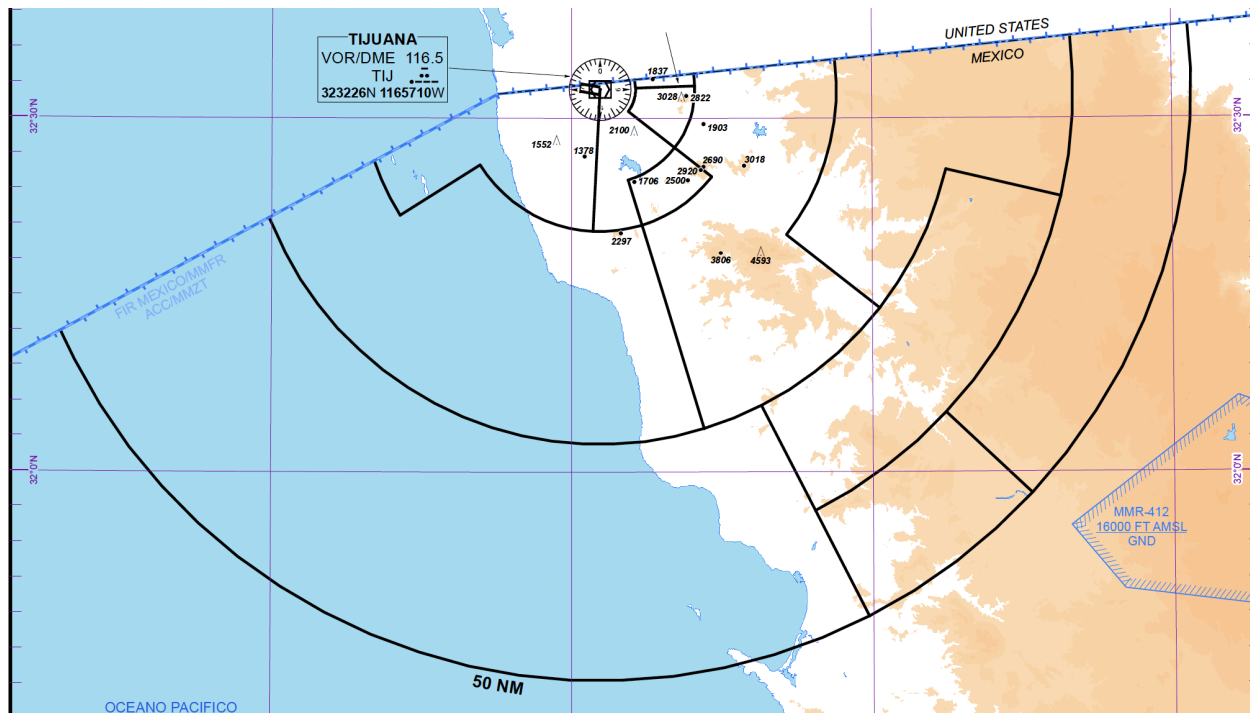 UNITED STATES
MEXICO
TIJUANA
VOR/DME 116.5
TIJ
323226N 1165710W
0
1837
3028
2822
32°30'N
32°30'N
1903
2100
1552
1378
2690
2920
3018
1706
2500
2297
3806
4593
FIR MEXICO/MMFR
ACC/MMZT
32°0'N
32°0'N
MMR-412
16000 FT AMSL
GND
50 NM
OCEANO PACIFICO